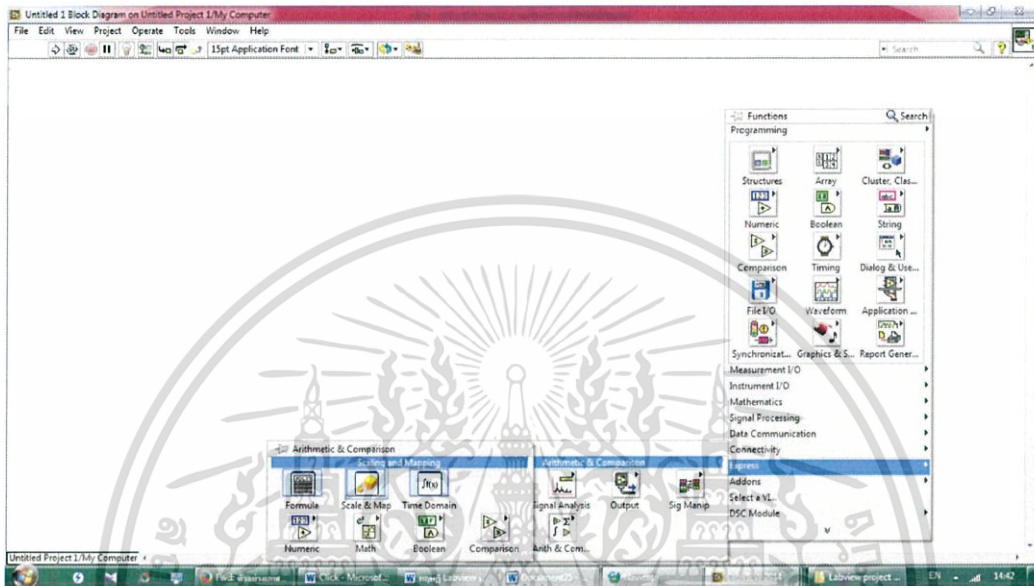 Untitled 1 Block Diagram on Untitled Project 1/My Computer
File Edit View Project Operate Tools Window Help
15pt Application Font
Search
Functions
Search
Programming
Structures Array Cluster, Clas...
Numeric Boolean String
Comparison Timing Dialog & Use...
File I/O Waveform Application ...
Synchronizat... Graphics & S... Report Gener...
Measurement I/O
Instrument I/O
Mathematics
Signal Processing
Data Communication
Connectivity
Express
Addons
Select a VI...
DSC Module
Arithmetic & Comparison
Scaling and Mapping
Formula Scale & Map Time Domain
Numeric Math Boolean Comparison
Arithmetic & Comparison
Signal Analysis Output Sig Manip
Arith & Com...
Untitled Project 1/My Computer
Click - Microsof...
Labview project ...
EN
14:42